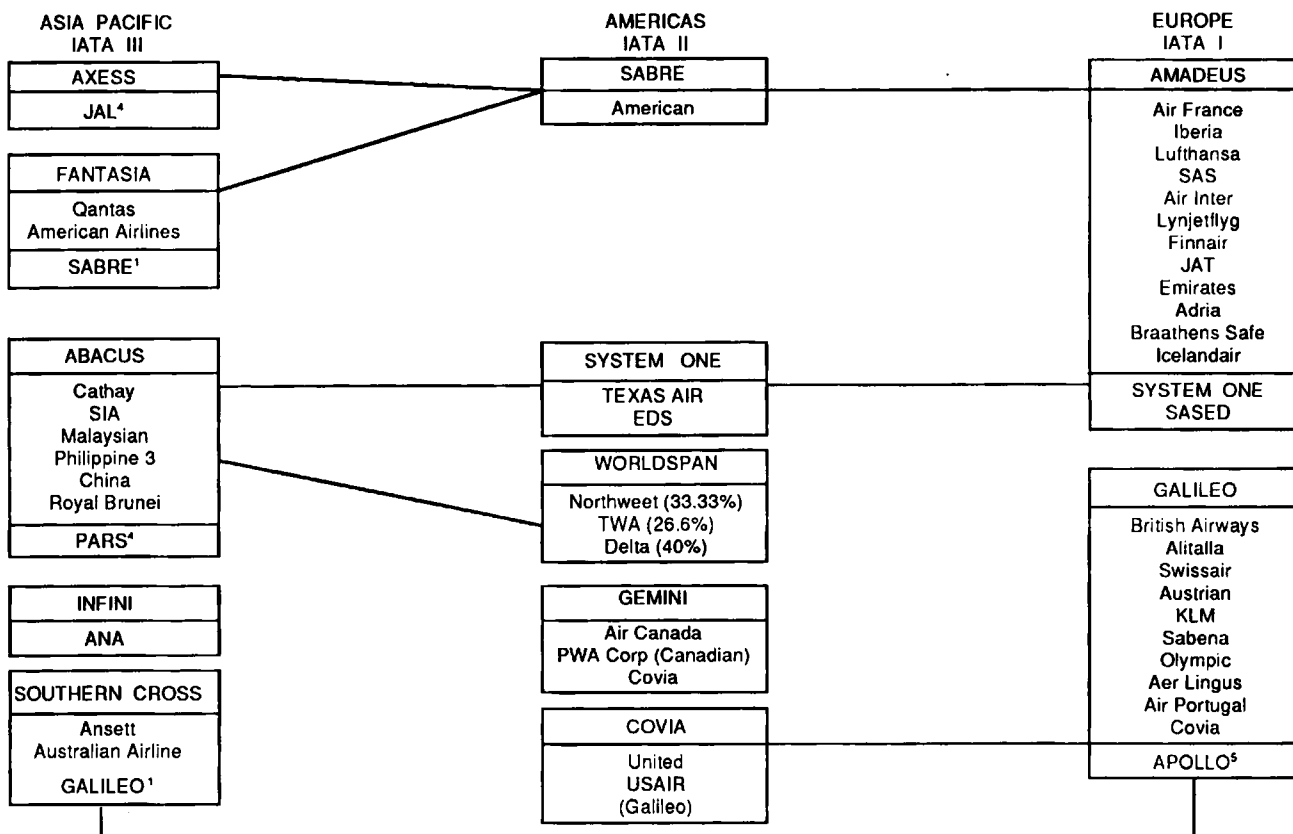 ASIA PACIFIC
IATA III
AXESS
JAL⁴
FANTASIA
Qantas
American Airlines
SABRE¹
ABACUS
Cathay
SIA
Malaysian
Philippine 3
China
Royal Brunei
PARS⁴
INFINI
ANA
SOUTHERN CROSS
Ansett
Australian Airline
GALILEO¹
AMERICAS
IATA II
SABRE
American
SYSTEM ONE
TEXAS AIR
EDS
WORLDSPAN
Northweet (33.33%)
TWA (26.6%)
Delta (40%)
GEMINI
Air Canada
PWA Corp (Canadian)
Covia
COVIA
United
USAIR
(Galileo)
EUROPE
IATA I
AMADEUS
Air France
Iberia
Lufthansa
SAS
Air Inter
Lynjetflyg
Finnair
JAT
Emirates
Adria
Braathens Safe
Icelandair
SYSTEM ONE
SASED
GALILEO
British Airways
Alitalla
Swissair
Austrian
KLM
Sabena
Olympic
Aer Lingus
Air Portugal
Covia
APOLLO⁵